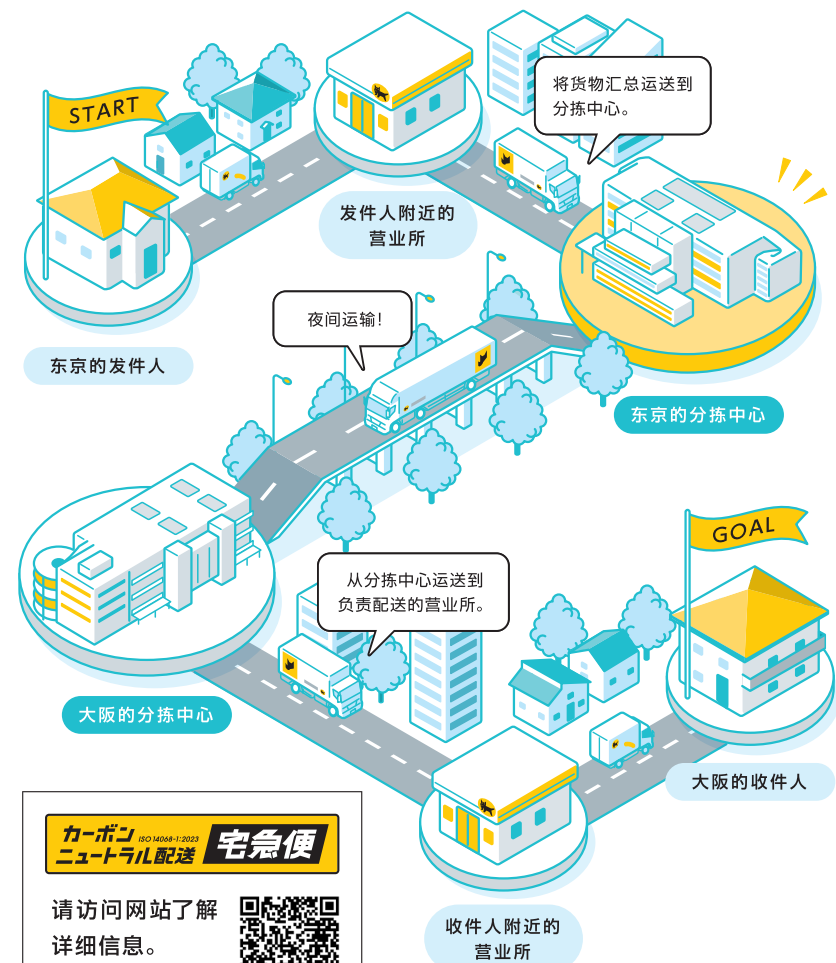 START
将货物汇总运送到
分拣中心。
发件人附近的
营业所
夜间运输！
东京的发件人
东京的分拣中心
GOAL
从分拣中心运送到
负责配送的营业所。
大阪的分拣中心
大阪的收件人
カーボン ISO 14068-1:2023
ニュートラル配送 宅急便
请访问网站了解
详细信息。
收件人附近的
营业所